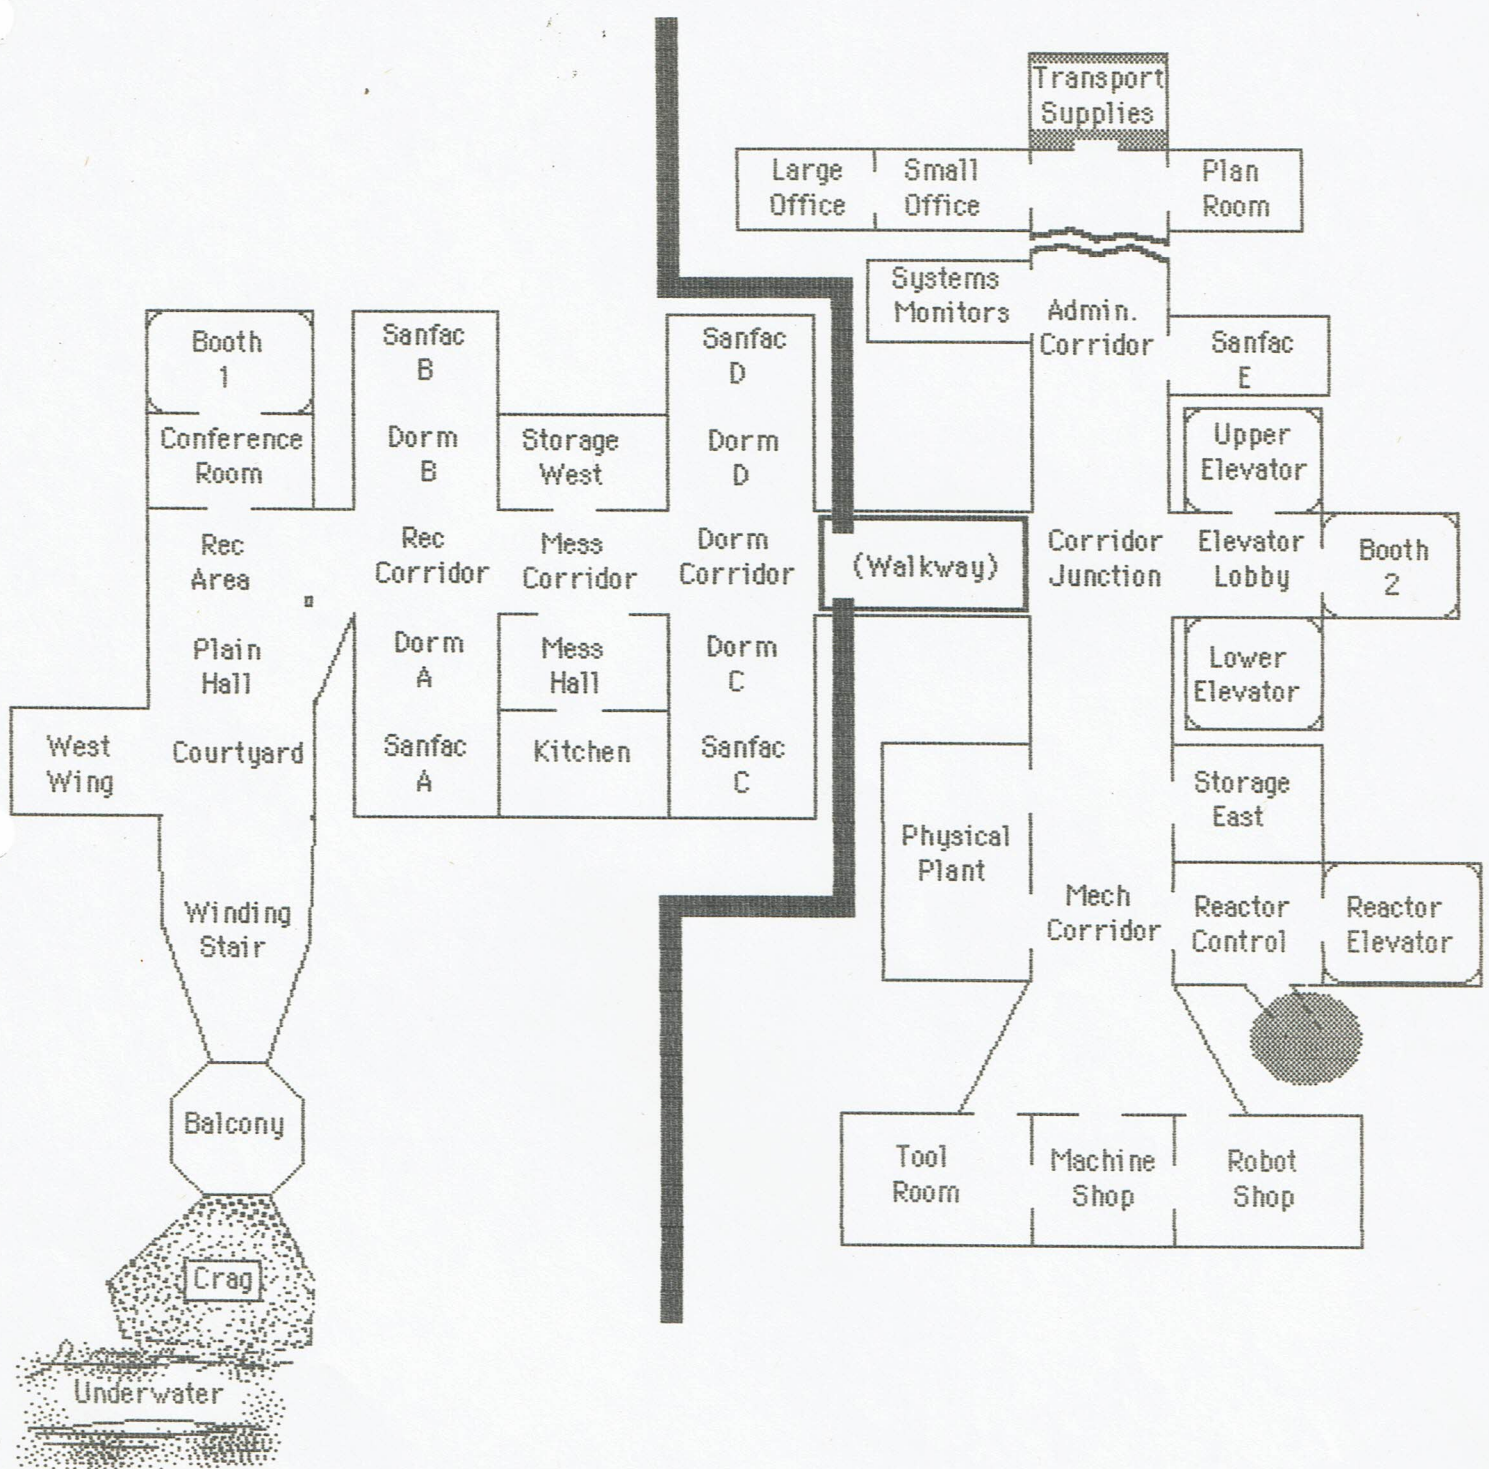 Transport
Supplies
Large
Office
Small
Office
Plan
Room
Systems
Monitors
Admin.
Corridor
Sanfac
E
Booth
1
Sanfac
B
Sanfac
D
Conference
Room
Dorm
B
Storage
West
Dorm
D
Upper
Elevator
Rec
Area
Rec
Corridor
Mess
Corridor
Dorm
Corridor
(Walkway)
Corridor
Junction
Elevator
Lobby
Booth
2
Plain
Hall
Dorm
A
Mess
Hall
Dorm
C
Lower
Elevator
West
Wing
Courtyard
Sanfac
A
Kitchen
Sanfac
C
Storage
East
Physical
Plant
Winding
Stair
Mech
Corridor
Reactor
Control
Reactor
Elevator
Balcony
Tool
Room
Machine
Shop
Robot
Shop
Crag
Underwater